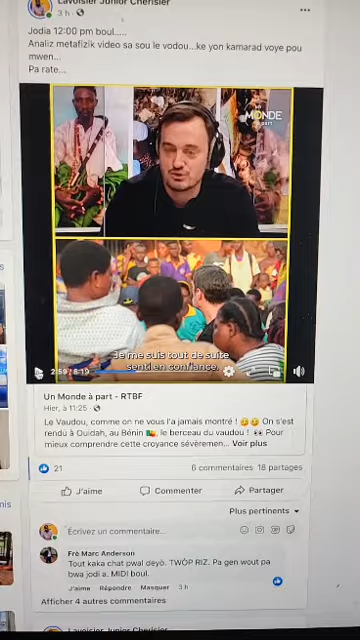 Lavoisier Junior Cherisier
3 h
Jodia 12:00 pm boul.....
Analiz metafizik video sa sou le vodou...ke yon kamarad voye pou
mwen...
Pa rate...
MONDE
à part
Je me suis tout de suite
senti en confiance.
2:59 / 8:19
Un Monde à part - RTBF
Hier, à 11:25
Le Vaudou, comme on ne vous l'a jamais montré ! On s'est
rendu à Ouidah, au Bénin, le berceau du vaudou ! Pour
mieux comprendre cette croyance sévèremen... Voir plus
21
6 commentaires 18 partages
J'aime
Commenter
Partager
Plus pertinents
Écrivez un commentaire...
Frè Marc Anderson
Tout kaka chat pwal deyò. TWÒP RIZ. Pa gen wout pa
bwa jodi a. MIDI boul.
J'aime Répondre Masquer 3 h
Afficher 4 autres commentaires
Lavoisier Junior Cherisier